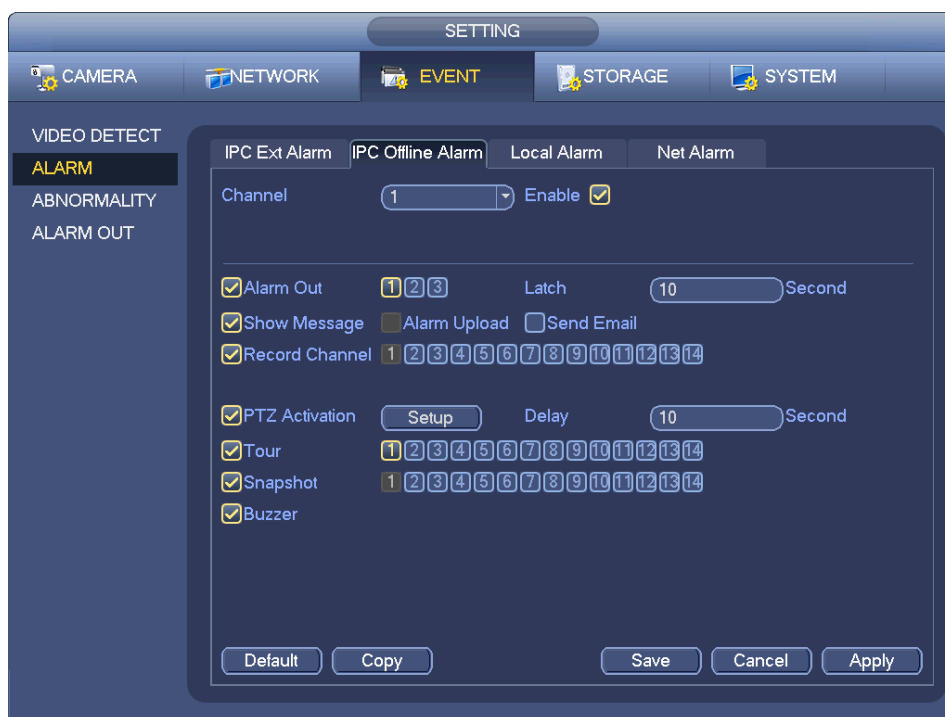 SETTING
CAMERA NETWORK EVENT STORAGE SYSTEM
VIDEO DETECT
ALARM
ABNORMALITY
ALARM OUT
IPC Ext Alarm IPC Offline Alarm Local Alarm Net Alarm
Channel 1 Enable
Alarm Out 1 2 3 Latch 10 Second
Show Message Alarm Upload Send Email
Record Channel 1 2 3 4 5 6 7 8 9 10 11 12 13 14
PTZ Activation Setup Delay 10 Second
Tour 1 2 3 4 5 6 7 8 9 10 11 12 13 14
Snapshot 1 2 3 4 5 6 7 8 9 10 11 12 13 14
Buzzer
Default Copy Save Cancel Apply